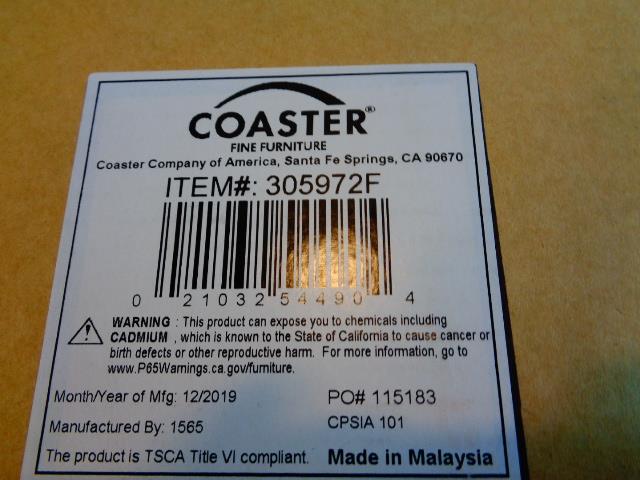 COASTER®
FINE FURNITURE
Coaster Company of America, Santa Fe Springs, CA 90670
ITEM#: 305972F
0 21032 54490 4
WARNING : This product can expose you to chemicals including
CADMIUM , which is known to the State of California to cause cancer or
birth defects or other reproductive harm. For more information, go to
www.P65Warnings.ca.gov/furniture.
Month/Year of Mfg: 12/2019 PO# 115183
Manufactured By: 1565 CPSIA 101
The product is TSCA Title VI compliant. Made in Malaysia